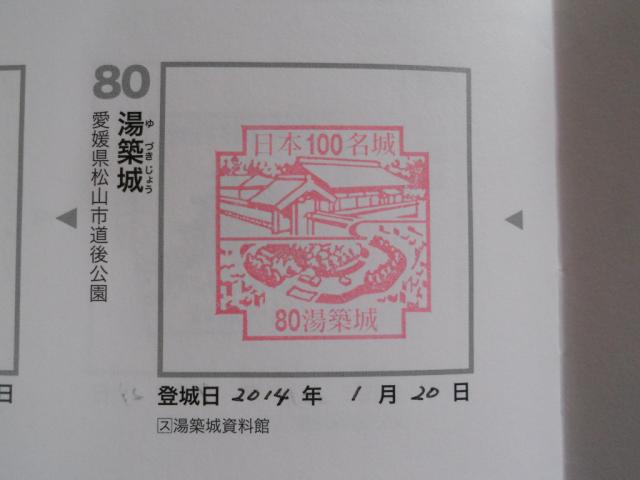 80
湯築城
ゆ づき じょう
愛媛県松山市道後公園
日本100名城
80湯築城
登城日 2014 年 1 月 20 日
ス湯築城資料館
日